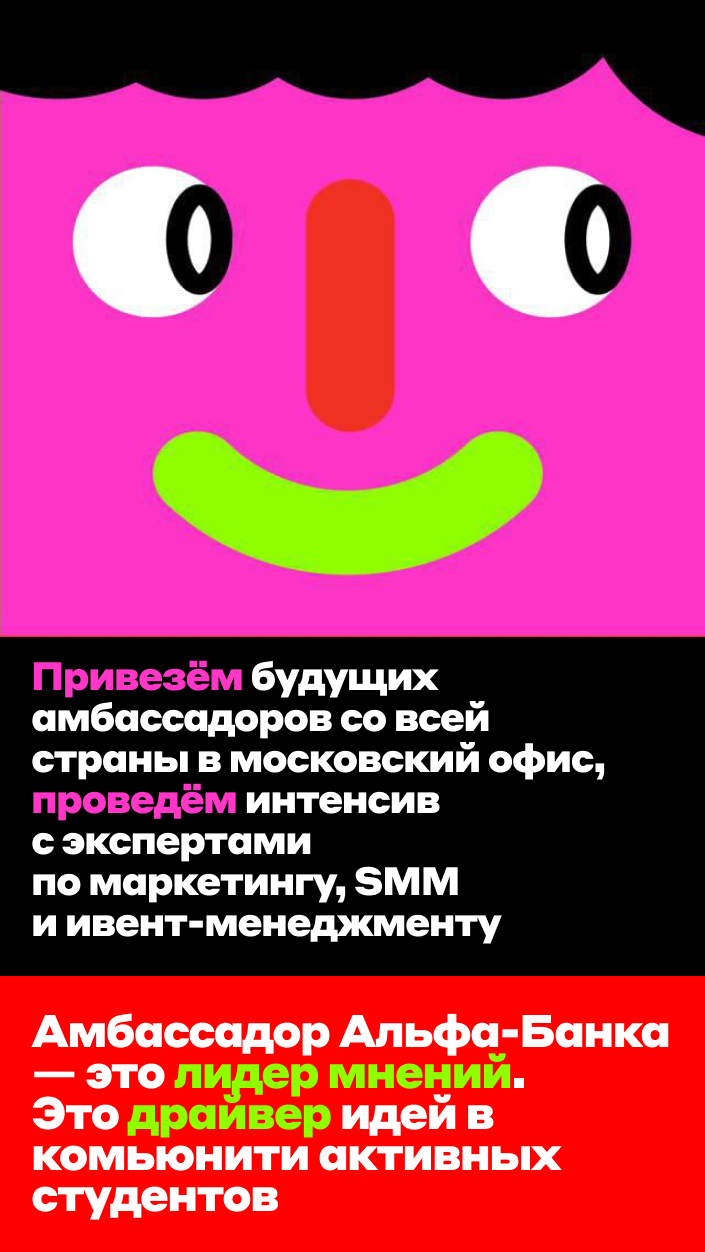 Привезём будущих
амбассадоров со всей
страны в московский офис,
проведём интенсив
с экспертами
по маркетингу, SMM
и ивент-менеджменту
Амбассадор Альфа-Банка
— это лидер мнений.
Это драйвер идей в
комьюнити активных
студентов